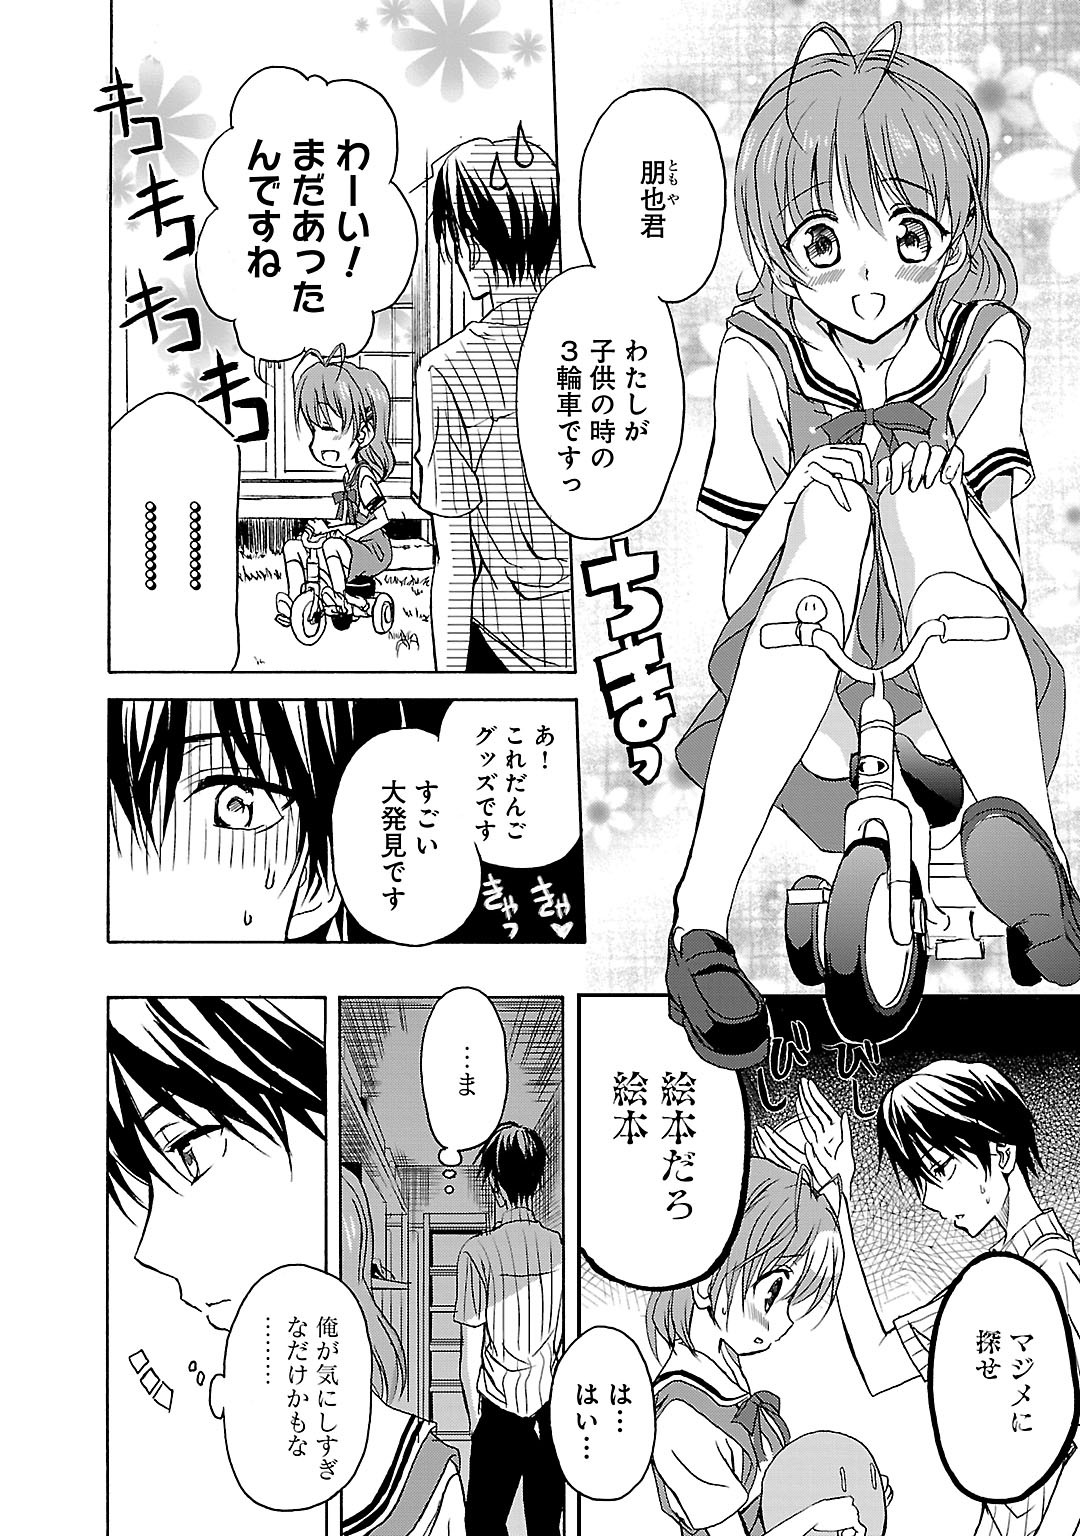 朋也君
ともや
わたしが
子供の時の
3輪車ですっ
ちまっ
わーい!
まだあった
んですね
キコ
キコ
キコ
キコ
…………
…………
あ!
これだんご
グッズです
すごい
大発見です
きゃっ
きゃ♡
びし
びし
絵本だろ
絵本
マジメに
探せ
は…
はい…
…ま
俺が気にしすぎ
なだけかもな
………